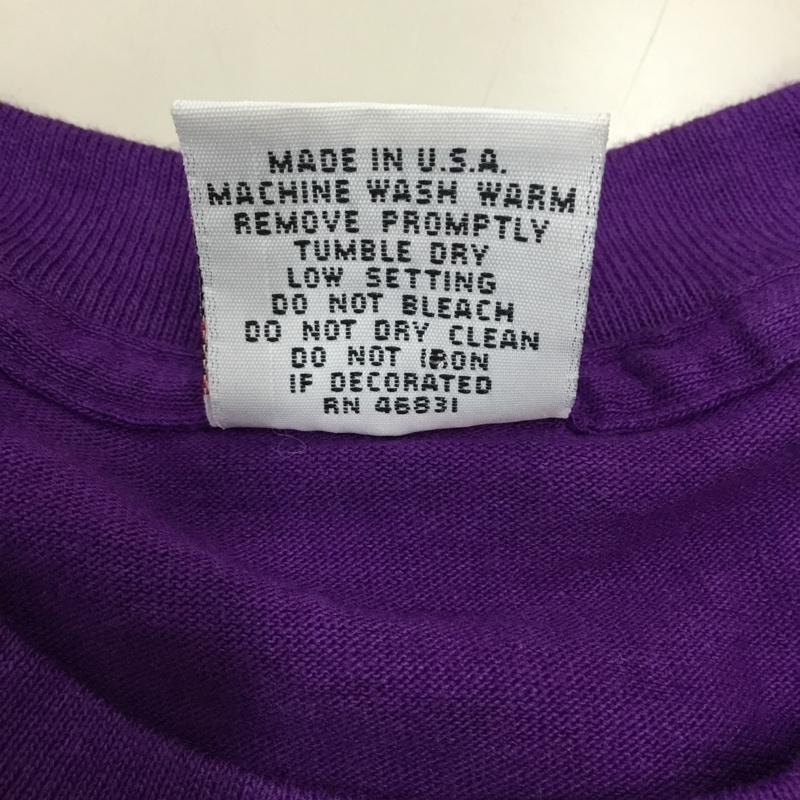 MADE IN U.S.A.
MACHINE WASH WARM
REMOVE PROMPTLY
TUMBLE DRY
LOW SETTING
DO NOT BLEACH
DO NOT DRY CLEAN
DO NOT IRON
IF DECORATED
RN 46831